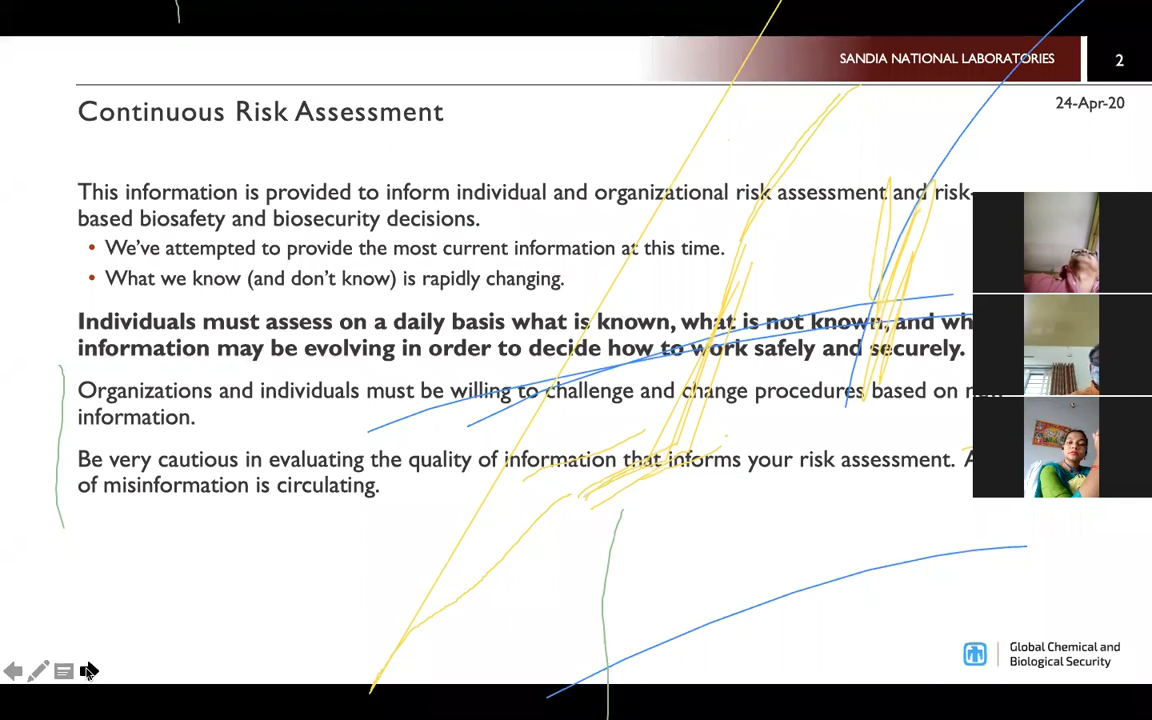 SANDIA NATIONAL LABORATORIES
2
24-Apr-20
Continuous Risk Assessment
This information is provided to inform individual and organizational risk assessment and risk-
based biosafety and biosecurity decisions.
• We've attempted to provide the most current information at this time.
• What we know (and don't know) is rapidly changing.
Individuals must assess on a daily basis what is known, what is not known, and wh
information may be evolving in order to decide how to work safely and securely.
Organizations and individuals must be willing to challenge and change procedures based on
information.
Be very cautious in evaluating the quality of information that informs your risk assessment. A
of misinformation is circulating.
Global Chemical and
Biological Security